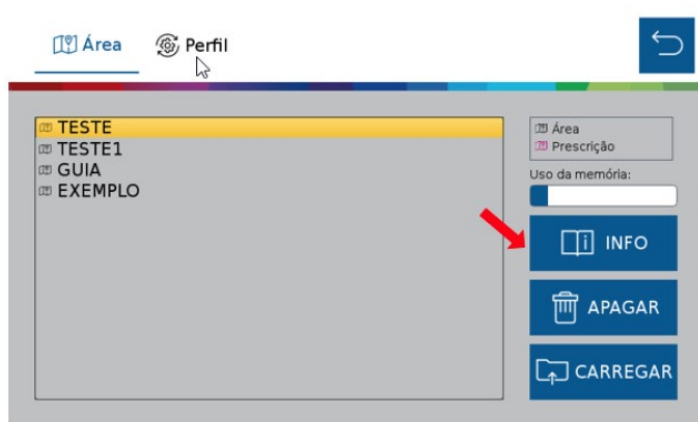 Área
Perfil
TESTE
TESTE1
GUIA
EXEMPLO
Área
Prescrição
Uso da memória:
INFO
APAGAR
CARREGAR